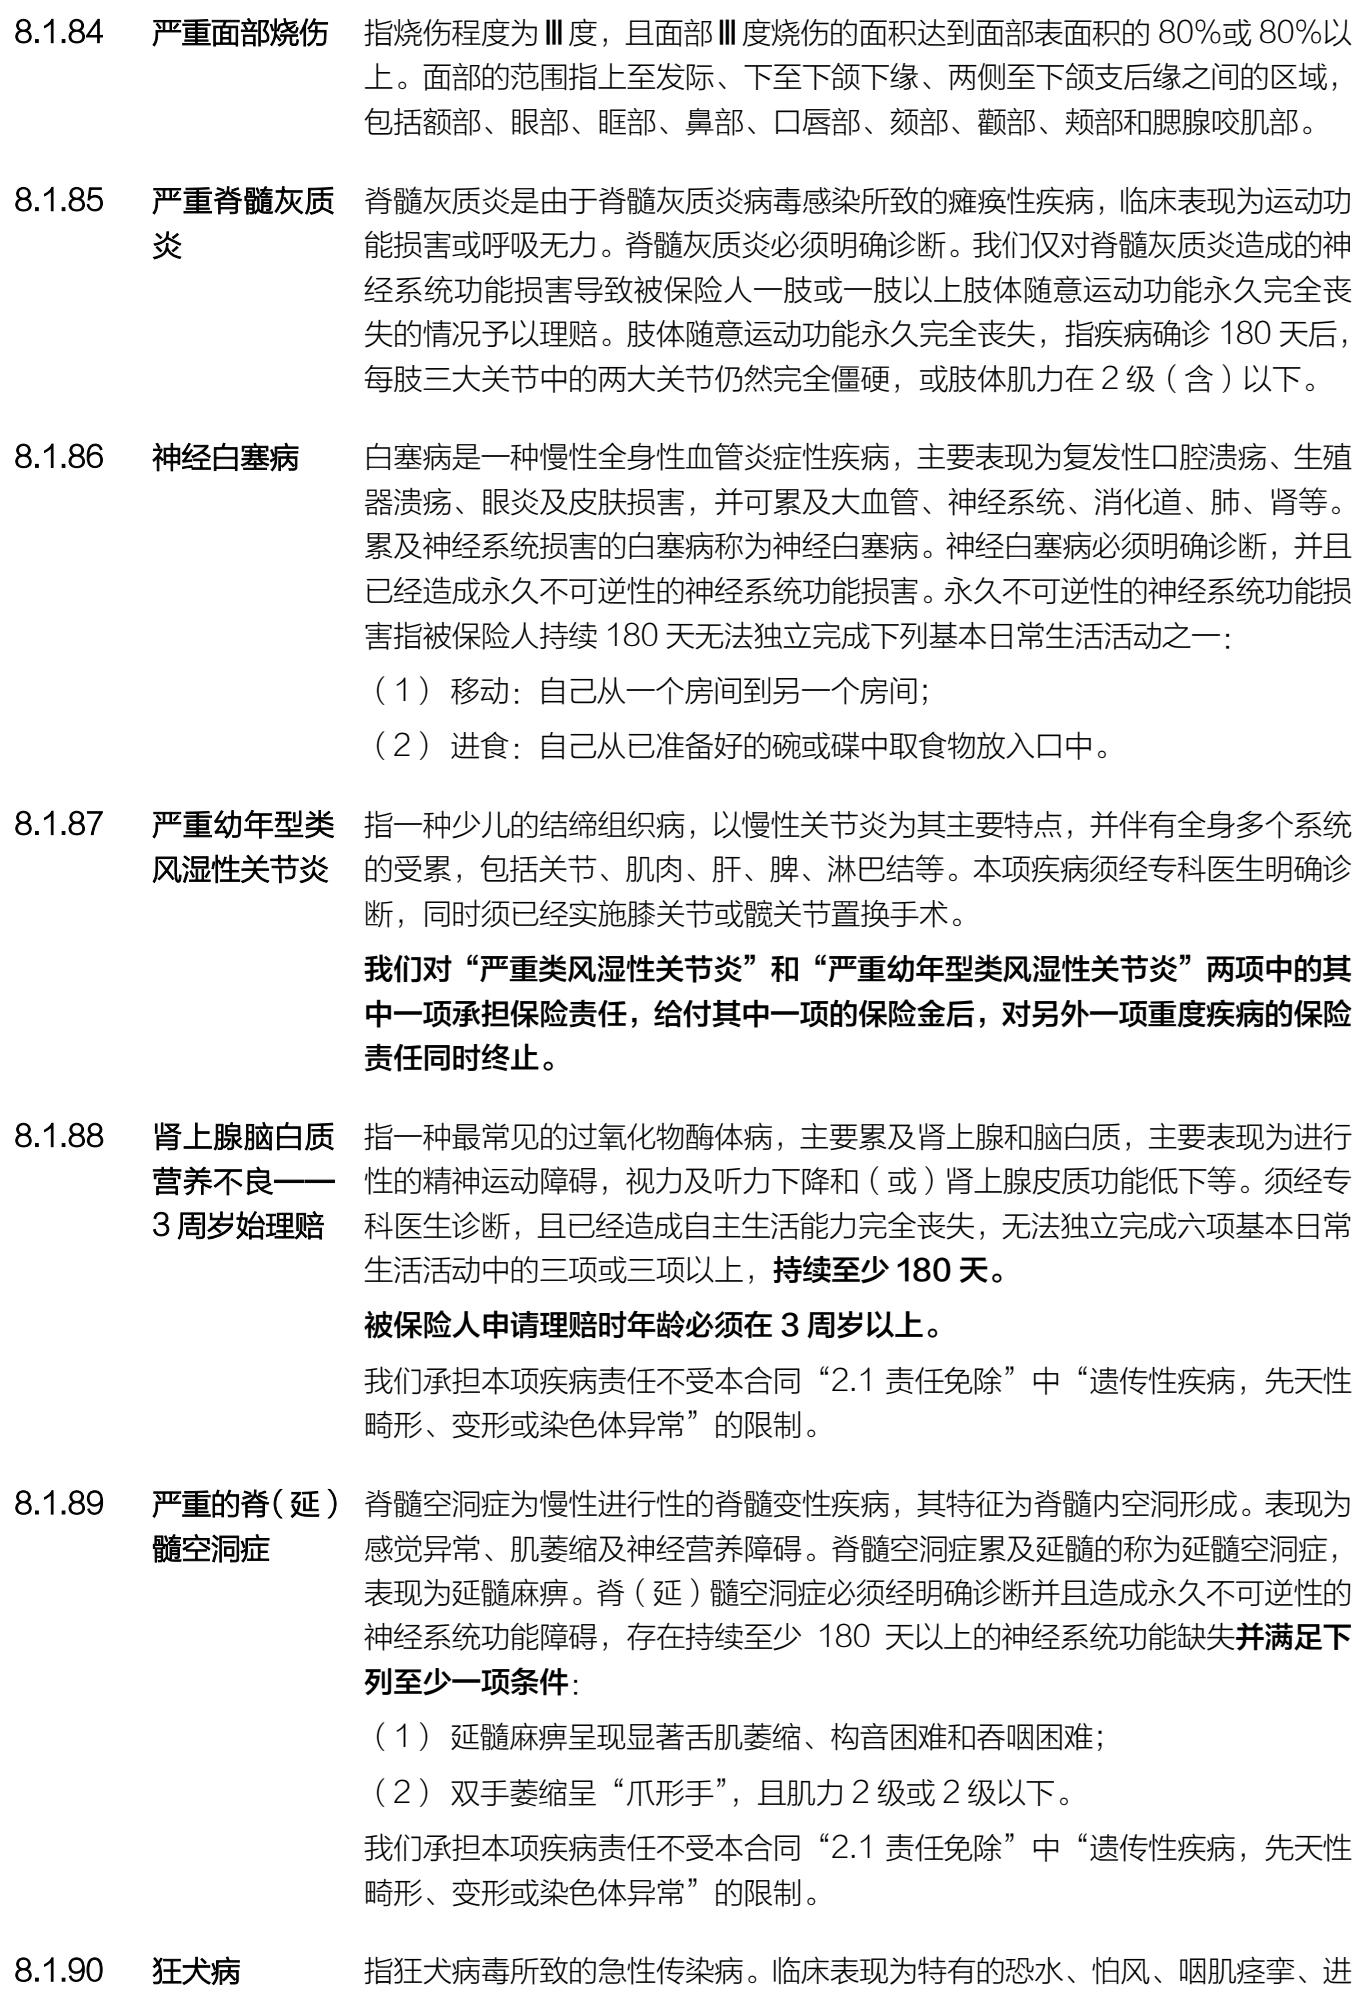 8.1.84 严重面部烧伤 指烧伤程度为Ⅲ度，且面部Ⅲ度烧伤的面积达到面部表面积的 80%或 80%以
上。面部的范围指上至发际、下至下颌下缘、两侧至下颌支后缘之间的区域，
包括额部、眼部、眶部、鼻部、口唇部、颏部、颧部、颊部和腮腺咬肌部。
8.1.85 严重脊髓灰质 脊髓灰质炎是由于脊髓灰质炎病毒感染所致的瘫痪性疾病，临床表现为运动功
炎 能损害或呼吸无力。脊髓灰质炎必须明确诊断。我们仅对脊髓灰质炎造成的神
经系统功能损害导致被保险人一肢或一肢以上肢体随意运动功能永久完全丧
失的情况予以理赔。肢体随意运动功能永久完全丧失，指疾病确诊 180 天后，
每肢三大关节中的两大关节仍然完全僵硬，或肢体肌力在 2 级（含）以下。
8.1.86 神经白塞病 白塞病是一种慢性全身性血管炎症性疾病，主要表现为复发性口腔溃疡、生殖
器溃疡、眼炎及皮肤损害，并可累及大血管、神经系统、消化道、肺、肾等。
累及神经系统损害的白塞病称为神经白塞病。神经白塞病必须明确诊断，并且
已经造成永久不可逆性的神经系统功能损害。永久不可逆性的神经系统功能损
害指被保险人持续 180 天无法独立完成下列基本日常生活活动之一：
（1） 移动：自己从一个房间到另一个房间；
（2） 进食：自己从已准备好的碗或碟中取食物放入口中。
8.1.87 严重幼年型类 指一种少儿的结缔组织病，以慢性关节炎为其主要特点，并伴有全身多个系统
风湿性关节炎 的受累，包括关节、肌肉、肝、脾、淋巴结等。本项疾病须经专科医生明确诊
断，同时须已经实施膝关节或髋关节置换手术。
我们对“严重类风湿性关节炎”和“严重幼年型类风湿性关节炎”两项中的其
中一项承担保险责任，给付其中一项的保险金后，对另外一项重度疾病的保险
责任同时终止。
8.1.88 肾上腺脑白质 指一种最常见的过氧化物酶体病，主要累及肾上腺和脑白质，主要表现为进行
营养不良—— 性的精神运动障碍，视力及听力下降和（或）肾上腺皮质功能低下等。须经专
3 周岁始理赔 科医生诊断，且已经造成自主生活能力完全丧失，无法独立完成六项基本日常
生活活动中的三项或三项以上，持续至少 180 天。
被保险人申请理赔时年龄必须在 3 周岁以上。
我们承担本项疾病责任不受本合同“2.1 责任免除”中“遗传性疾病，先天性
畸形、变形或染色体异常”的限制。
8.1.89 严重的脊（延） 脊髓空洞症为慢性进行性的脊髓变性疾病，其特征为脊髓内空洞形成。表现为
髓空洞症 感觉异常、肌萎缩及神经营养障碍。脊髓空洞症累及延髓的称为延髓空洞症，
表现为延髓麻痹。脊（延）髓空洞症必须经明确诊断并且造成永久不可逆性的
神经系统功能障碍，存在持续至少 180 天以上的神经系统功能缺失并满足下
列至少一项条件：
（1） 延髓麻痹呈现显著舌肌萎缩、构音困难和吞咽困难；
（2） 双手萎缩呈“爪形手”，且肌力 2 级或 2 级以下。
我们承担本项疾病责任不受本合同“2.1 责任免除”中“遗传性疾病，先天性
畸形、变形或染色体异常”的限制。
8.1.90 狂犬病 指狂犬病毒所致的急性传染病。临床表现为特有的恐水、怕风、咽肌痉挛、进